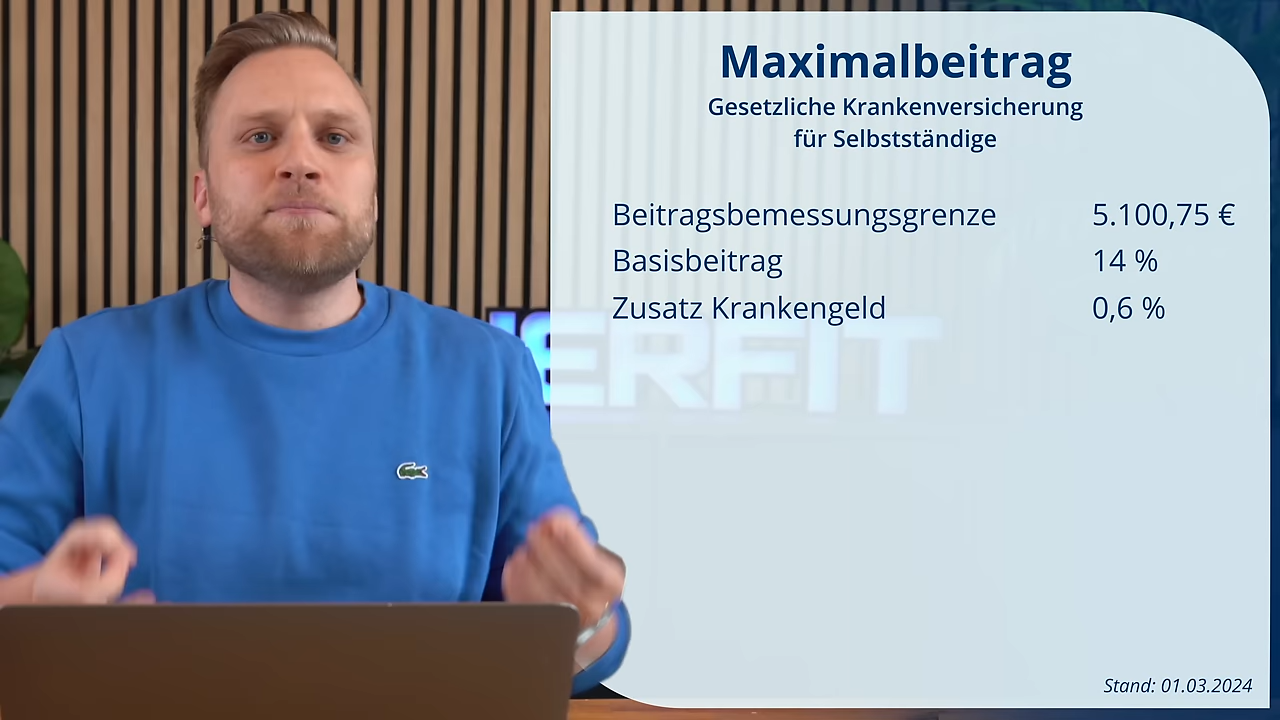 Maximalbeitrag
Gesetzliche Krankenversicherung
für Selbstständige
Beitragsbemessungsgrenze 5.100,75 €
Basisbeitrag 14 %
Zusatz Krankengeld 0,6 %
ERFIT
Stand: 01.03.2024